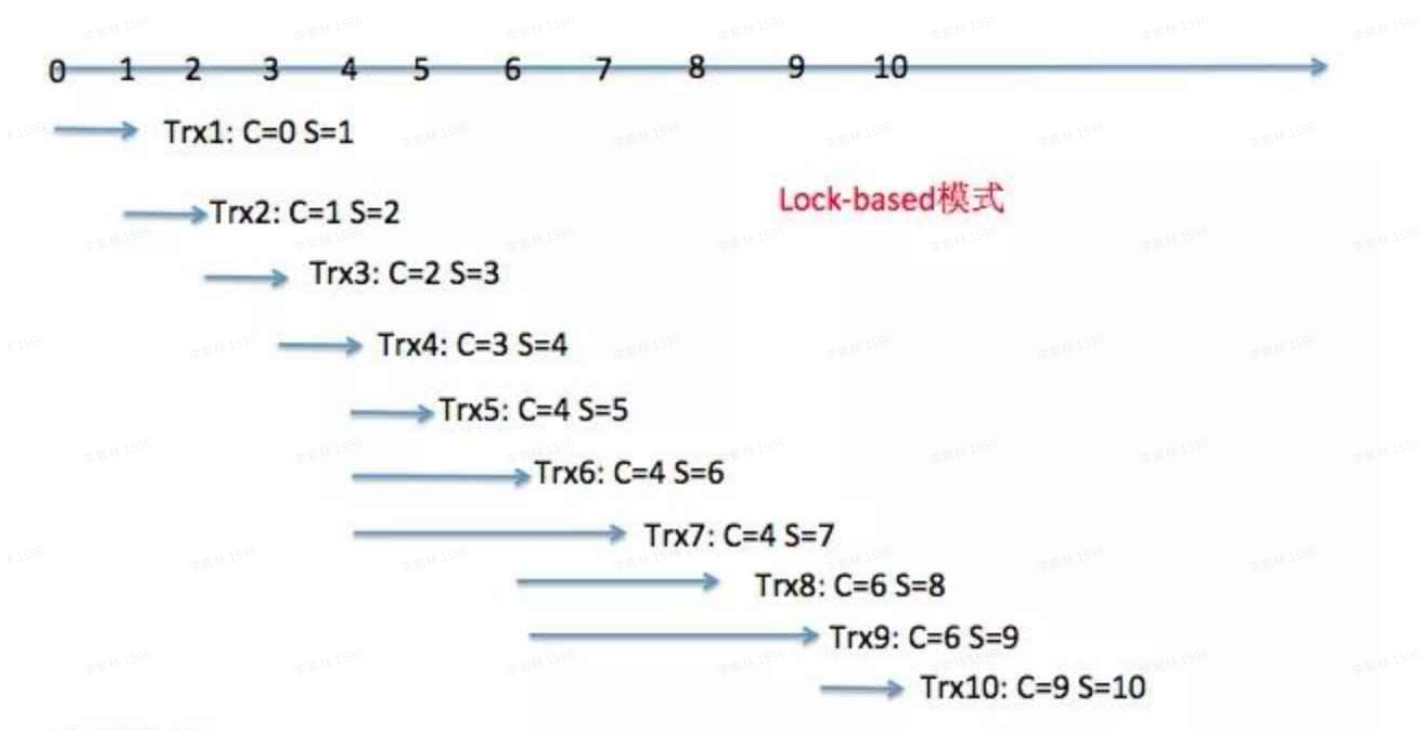 0 1 2 3 4 5 6 7 8 9 10
Trx1: C=0 S=1
Lock-based模式
Trx2: C=1 S=2
Trx3: C=2 S=3
Trx4: C=3 S=4
Trx5: C=4 S=5
Trx6: C=4 S=6
Trx7: C=4 S=7
Trx8: C=6 S=8
Trx9: C=6 S=9
Trx10: C=9 S=10